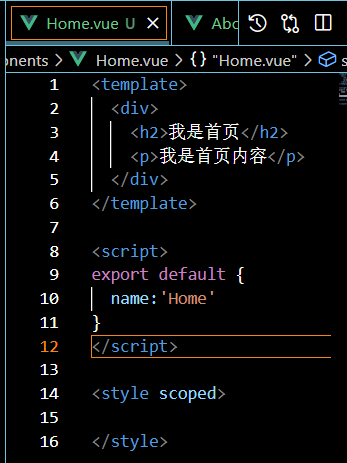 Home.vue U
Abo
onents > Home.vue > {} "Home.vue" > s
1 <template>
2 <div>
3 <h2>我是首页</h2>
4 <p>我是首页内容</p>
5 </div>
6 </template>
7
8 <script>
9 export default {
10 name:'Home'
11 }
12 </script>
13
14 <style scoped>
15
16 </style>